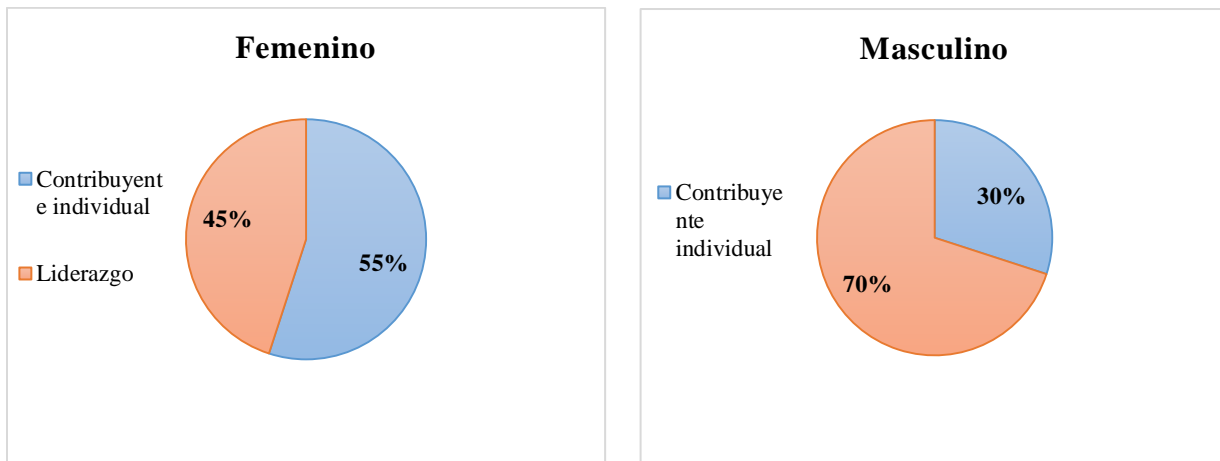 Femenino
Contribuyent
e individual
Liderazgo
45%
55%
Masculino
Contribuye
nte
individual
30%
70%